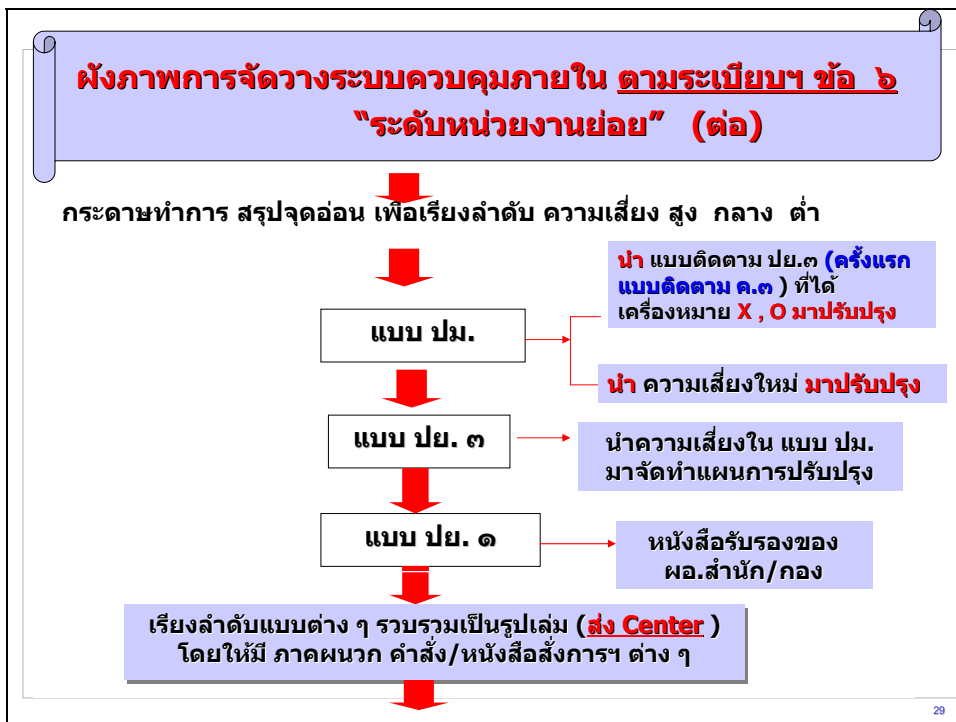 ผังภาพการจัดวางระบบควบคุมภายใน ตามระเบียบฯ ข้อ ๖
“ระดับหน่วยงานย่อย” (ต่อ)
กระดาษทำการ สรุปจุดอ่อน เพื่อเรียงลำดับ ความเสี่ยง สูง กลาง ต่ำ
นำ แบบติดตาม ปย.๓ (ครั้งแรก
แบบติดตาม ค.๓ ) ที่ได้
เครื่องหมาย X , O มาปรับปรุง
แบบ ปม.
นำ ความเสี่ยงใหม่ มาปรับปรุง
แบบ ปย. ๓
นำความเสี่ยงใน แบบ ปม.
มาจัดทำแผนการปรับปรุง
แบบ ปย. ๑
หนังสือรับรองของ
ผอ.สำนัก/กอง
เรียงลำดับแบบต่าง ๆ รวบรวมเป็นรูปเล่ม (ส่ง Center )
โดยให้มี ภาคผนวก คำสั่ง/หนังสือสั่งการฯ ต่าง ๆ
29